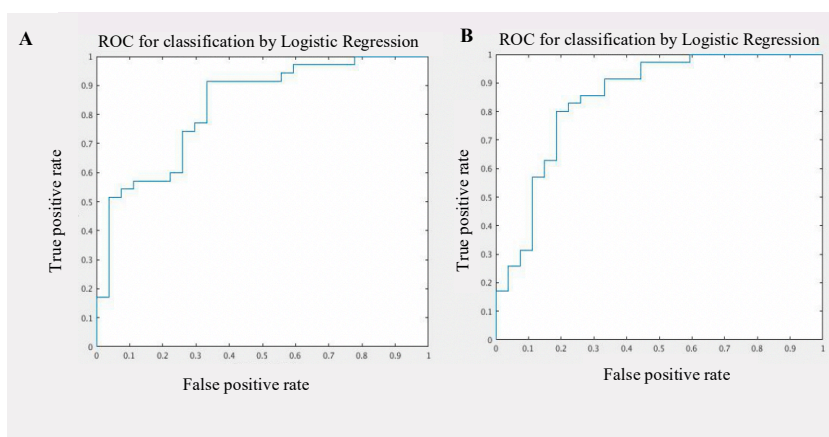 A
ROC for classification by Logistic Regression
1
0.9
0.8
0.7
0.6
0.5
0.4
0.3
0.2
0.1
0
True positive rate
0 0.1 0.2 0.3 0.4 0.5 0.6 0.7 0.8 0.9 1
False positive rate
B
ROC for classification by Logistic Regression
1
0.9
0.8
0.7
0.6
0.5
0.4
0.3
0.2
0.1
0
True positive rate
0 0.1 0.2 0.3 0.4 0.5 0.6 0.7 0.8 0.9 1
False positive rate